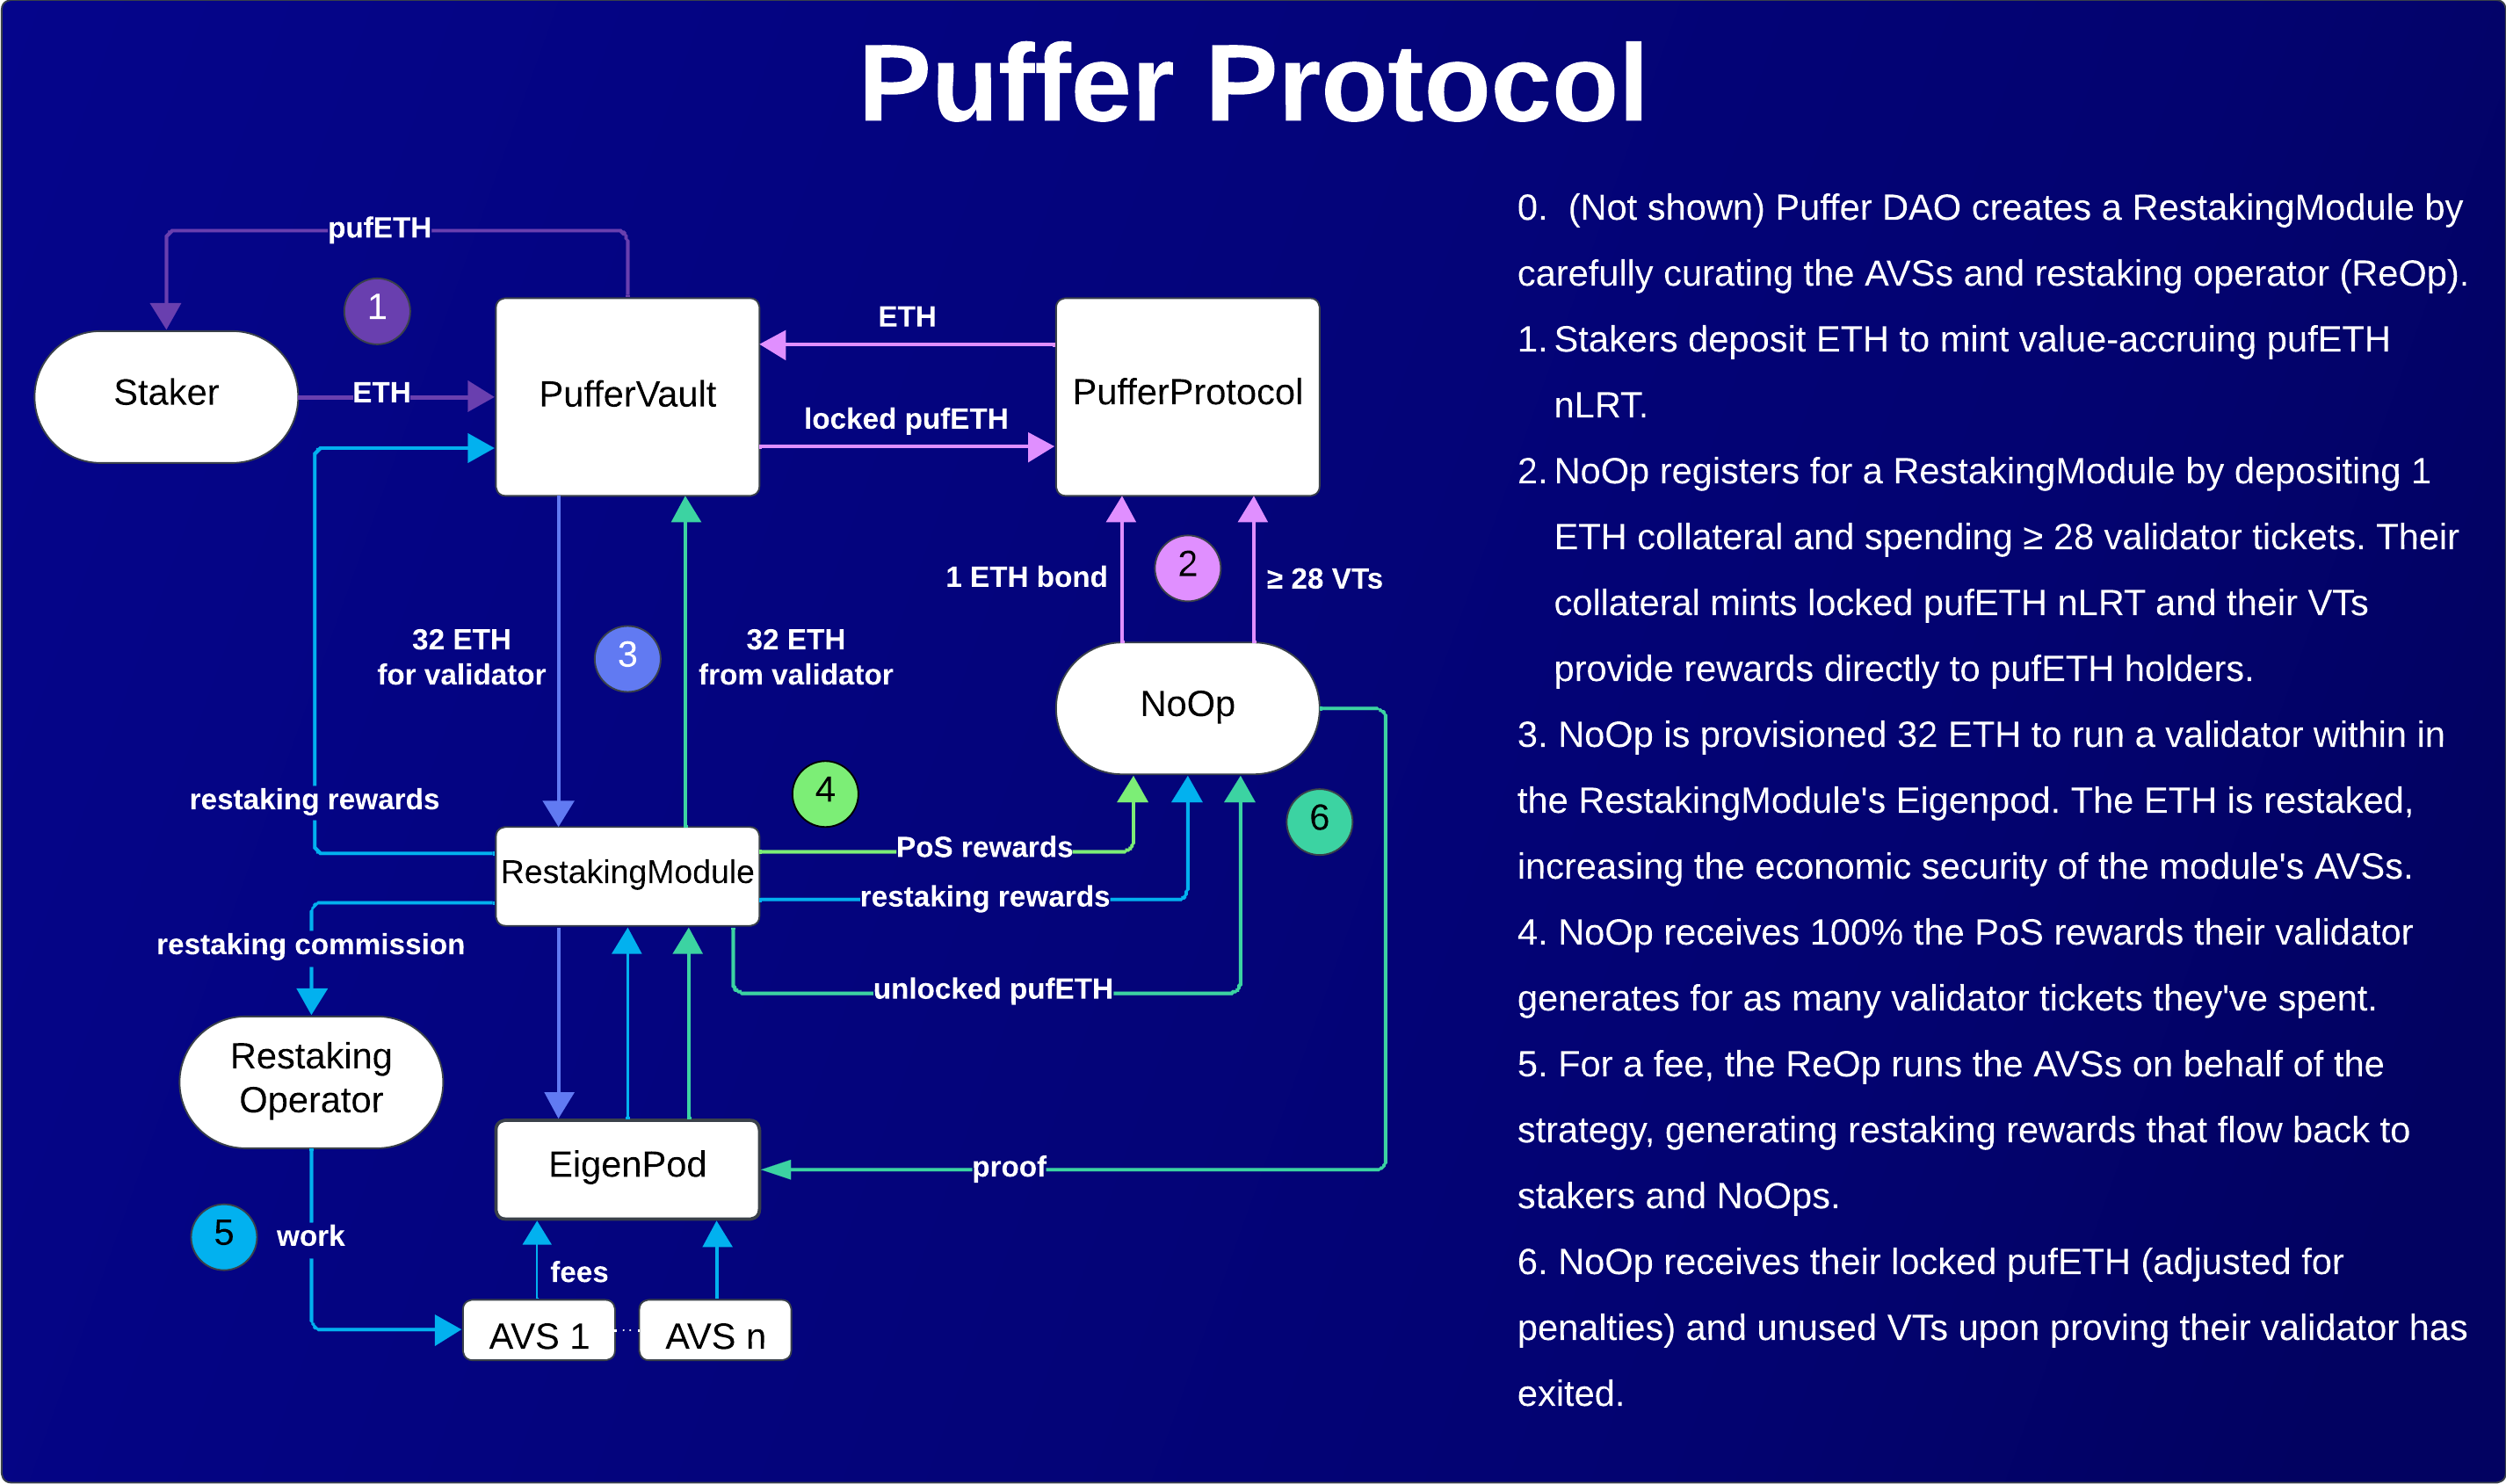 Puffer Protocol
pufETH
1
Staker
ETH
PufferVault
ETH
locked pufETH
PufferProtocol
1 ETH bond
2
≥ 28 VTs
32 ETH
for validator
3
32 ETH
from validator
NoOp
restaking rewards
4
6
RestakingModule
PoS rewards
restaking rewards
restaking commission
unlocked pufETH
Restaking
Operator
EigenPod
proof
5
work
fees
AVS 1
AVS n
0. (Not shown) Puffer DAO creates a RestakingModule by
carefully curating the AVSs and restaking operator (ReOp).
1. Stakers deposit ETH to mint value-accruing pufETH
nLRT.
2. NoOp registers for a RestakingModule by depositing 1
ETH collateral and spending ≥ 28 validator tickets. Their
collateral mints locked pufETH nLRT and their VTs
provide rewards directly to pufETH holders.
3. NoOp is provisioned 32 ETH to run a validator within in
the RestakingModule's Eigenpod. The ETH is restaked,
increasing the economic security of the module's AVSs.
4. NoOp receives 100% the PoS rewards their validator
generates for as many validator tickets they've spent.
5. For a fee, the ReOp runs the AVSs on behalf of the
strategy, generating restaking rewards that flow back to
stakers and NoOps.
6. NoOp receives their locked pufETH (adjusted for
penalties) and unused VTs upon proving their validator has
exited.